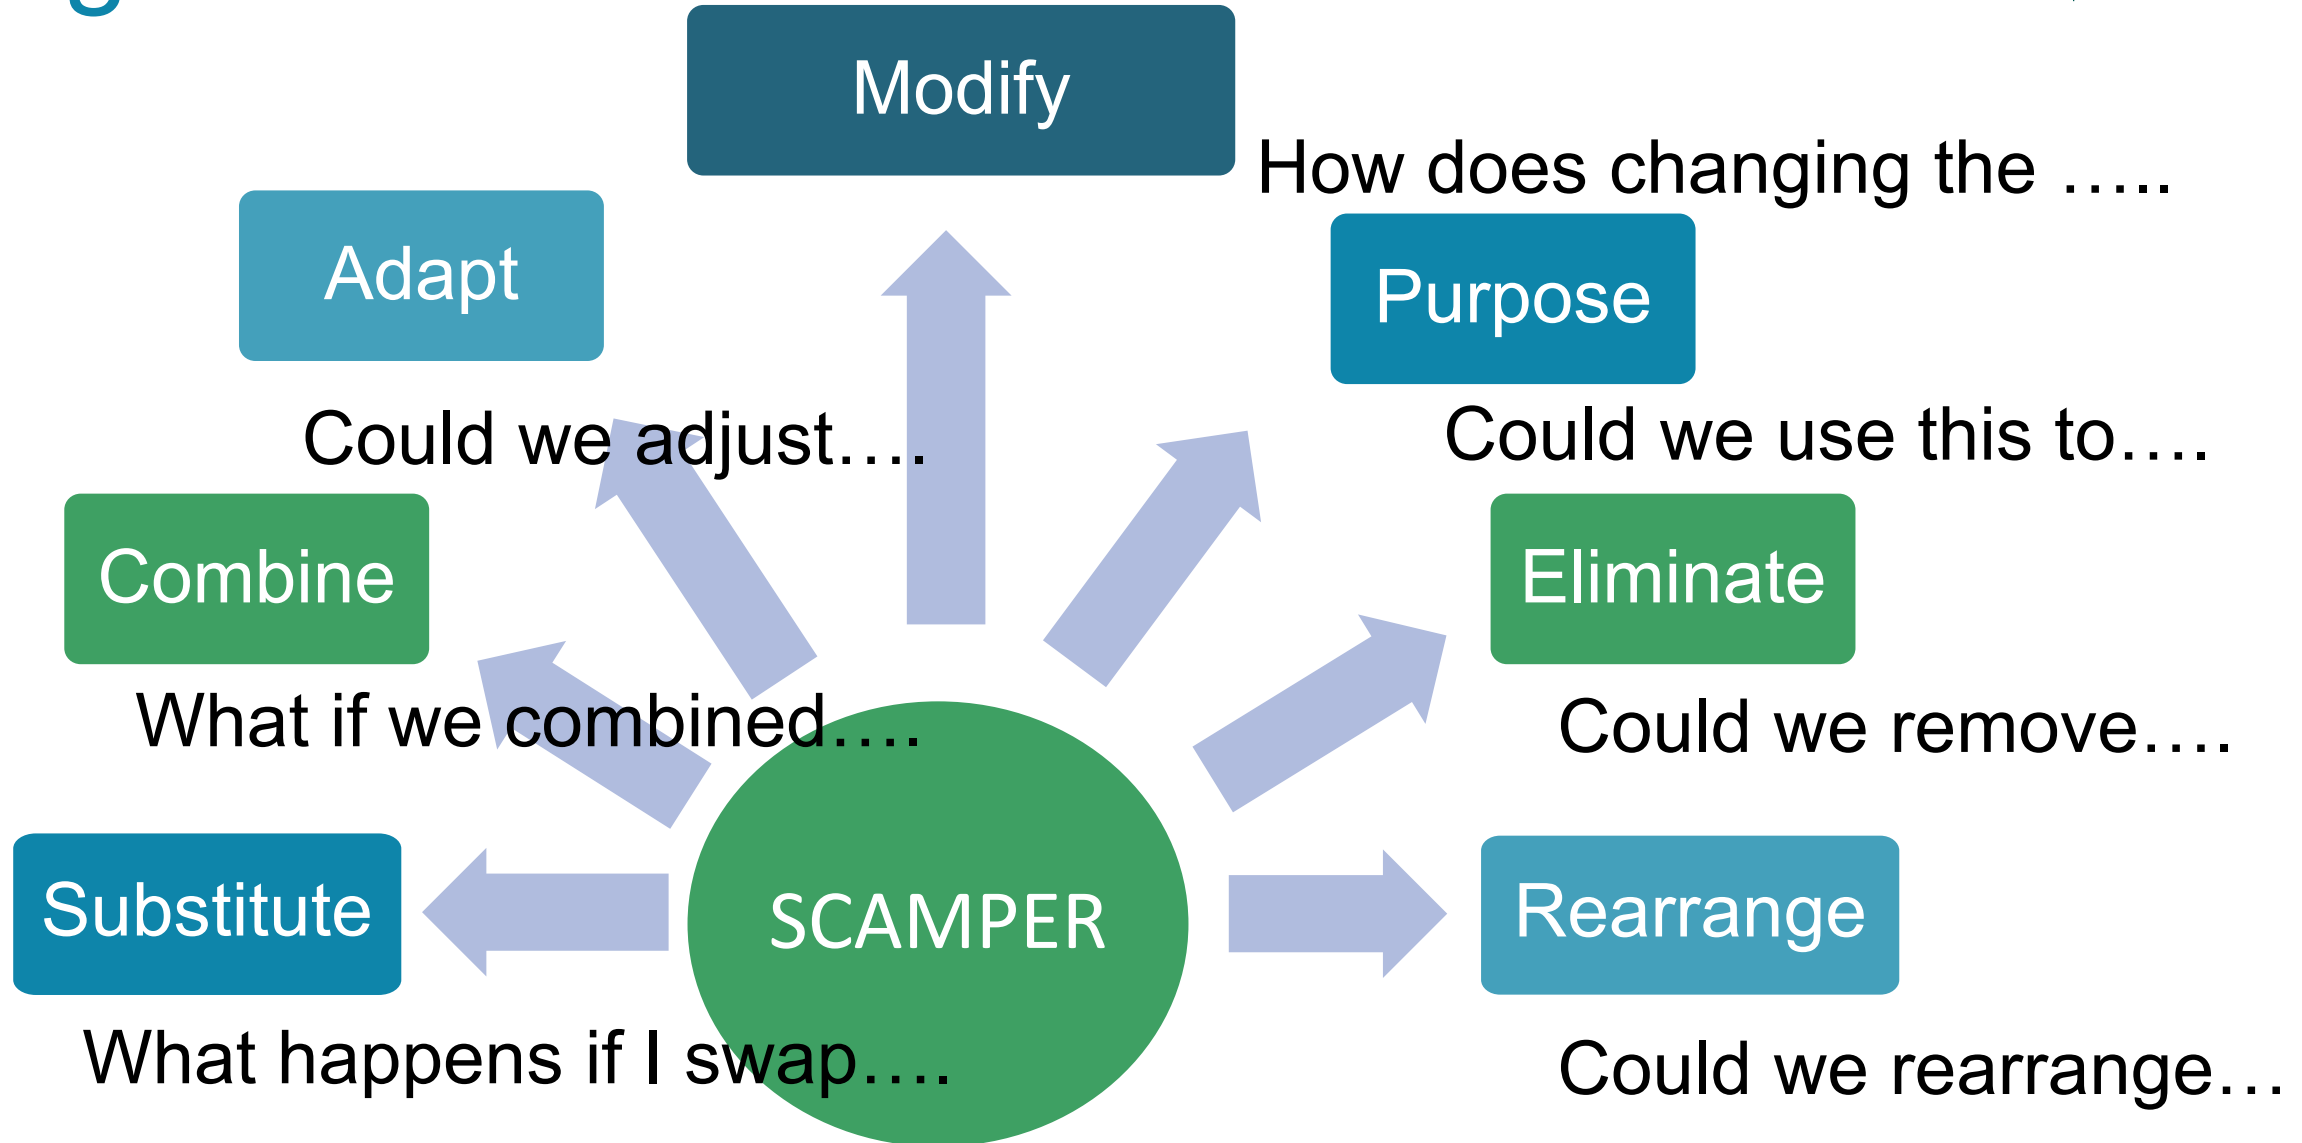 Modify
How does changing the …..
Adapt
Purpose
Could we adjust….
Could we use this to….
Combine
Eliminate
What if we combined….
Could we remove….
Substitute
SCAMPER
Rearrange
What happens if I swap….
Could we rearrange…